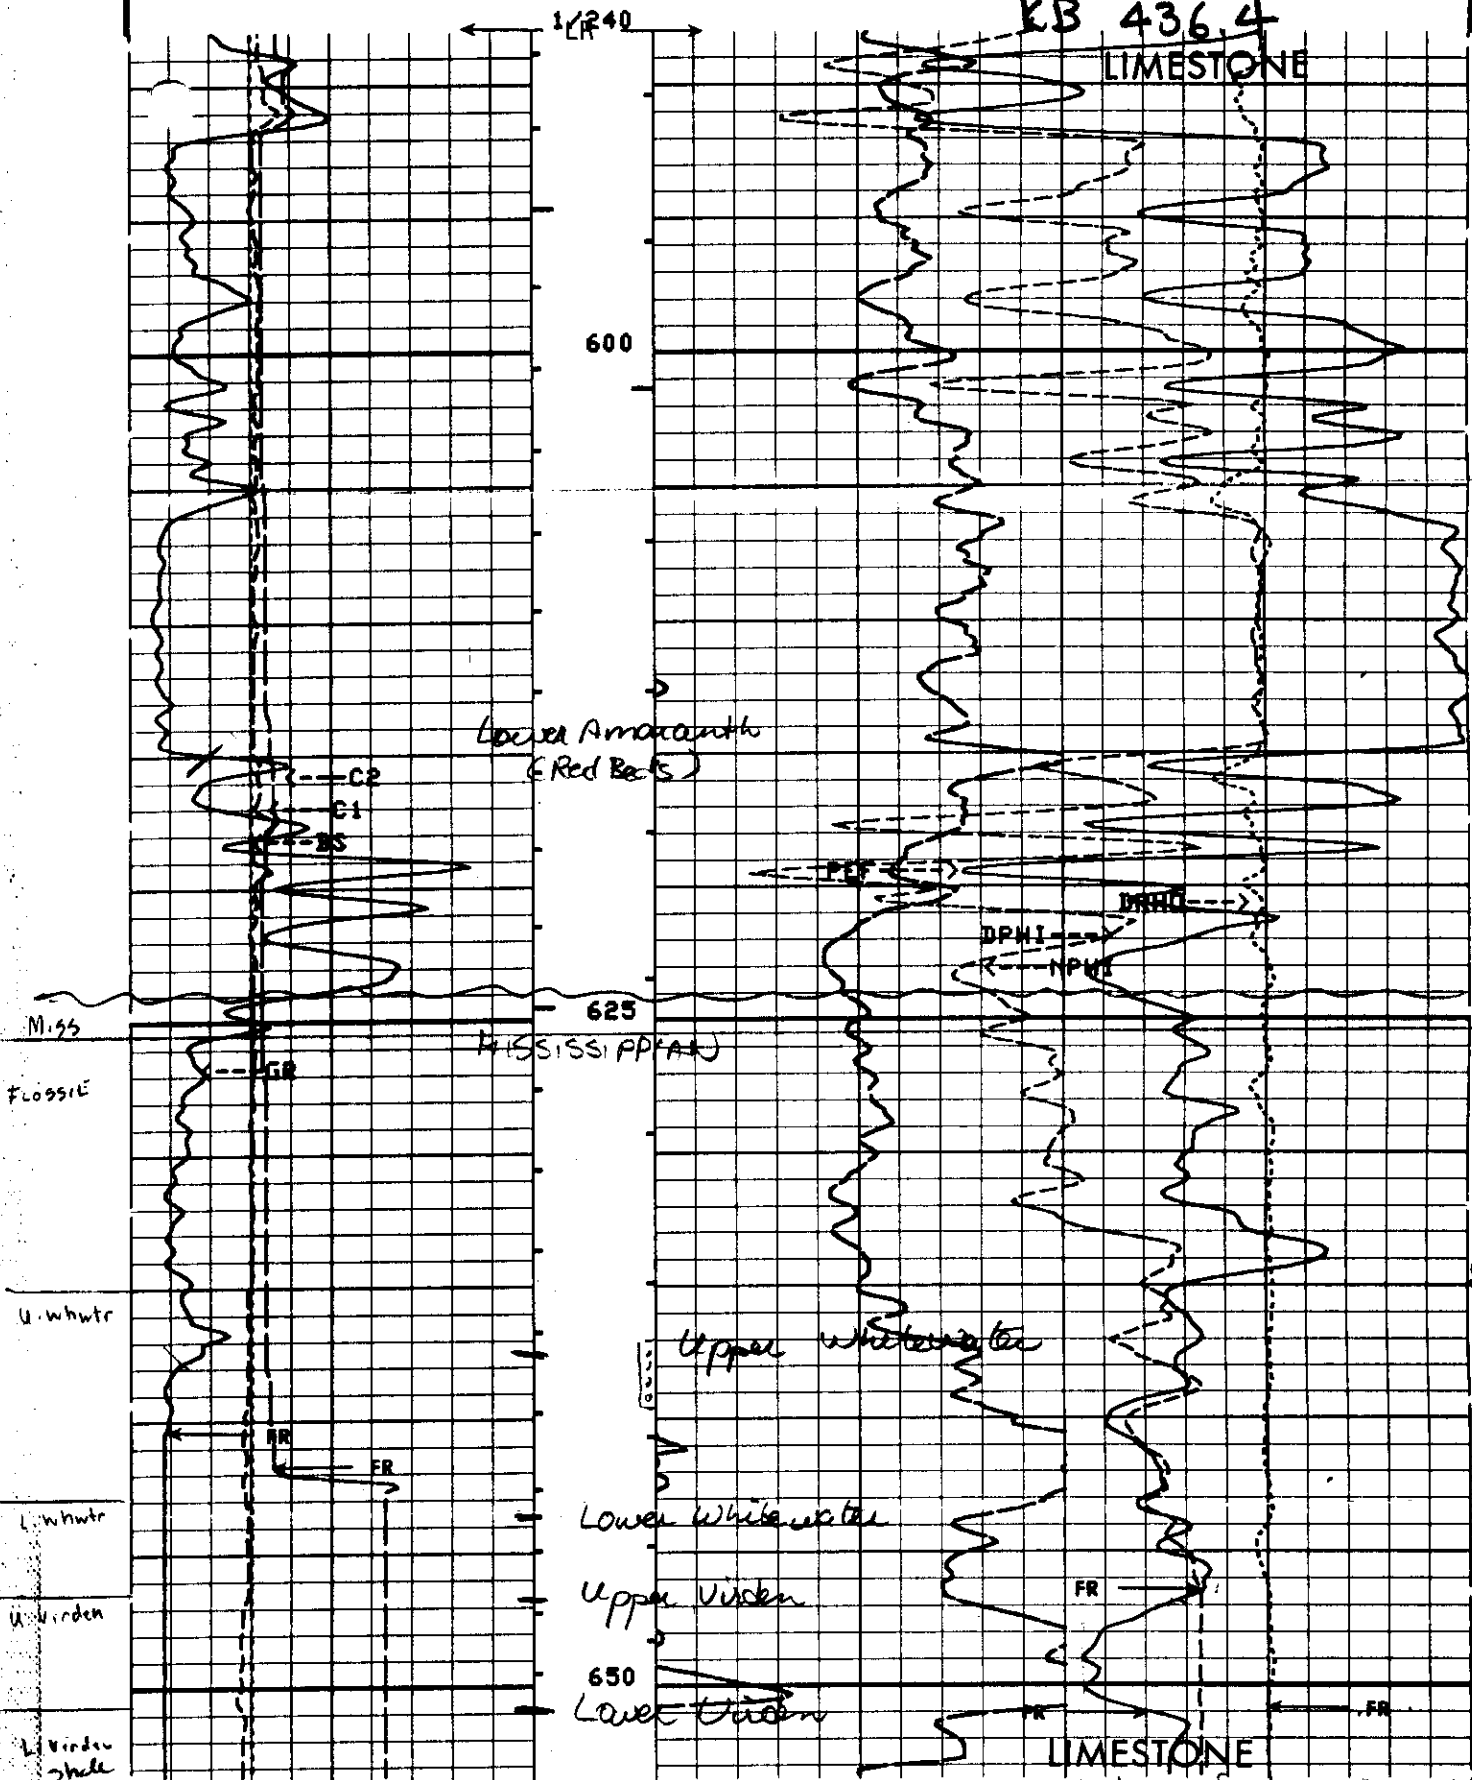 1/240
LR
KB 436.4
LIMESTONE
600
Lower Amaranth
(Red Beds)
C2
C1
BS
PEF
DRHO
DPHI
NPHI
625
Miss
MISSISSIPPIAN
GR
FLOSSIE
U. whwtr
Upper Whitewater
FR
FR
L. whwtr
Lower Whitewater
Upper Virden
FR
U. Virden
650
Lower Virden
FR
FR
L. Virden
shale
LIMESTONE